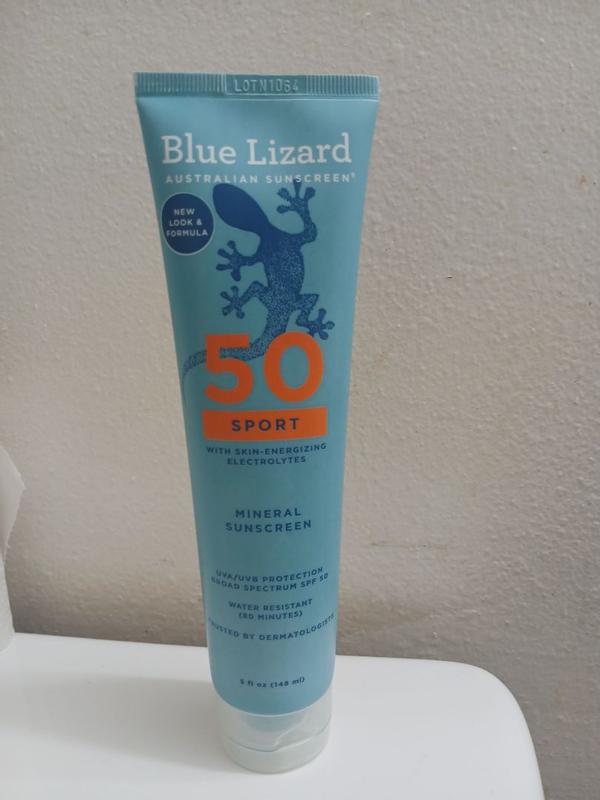 LOTN1064
Blue Lizard
AUSTRALIAN SUNSCREEN®
NEW
LOOK &
FORMULA
50
SPORT
WITH SKIN-ENERGIZING
ELECTROLYTES
MINERAL
SUNSCREEN
UVA/UVB PROTECTION
BROAD SPECTRUM SPF 50
WATER RESISTANT
(80 MINUTES)
TRUSTED BY DERMATOLOGISTS
5 fl oz (148 ml)